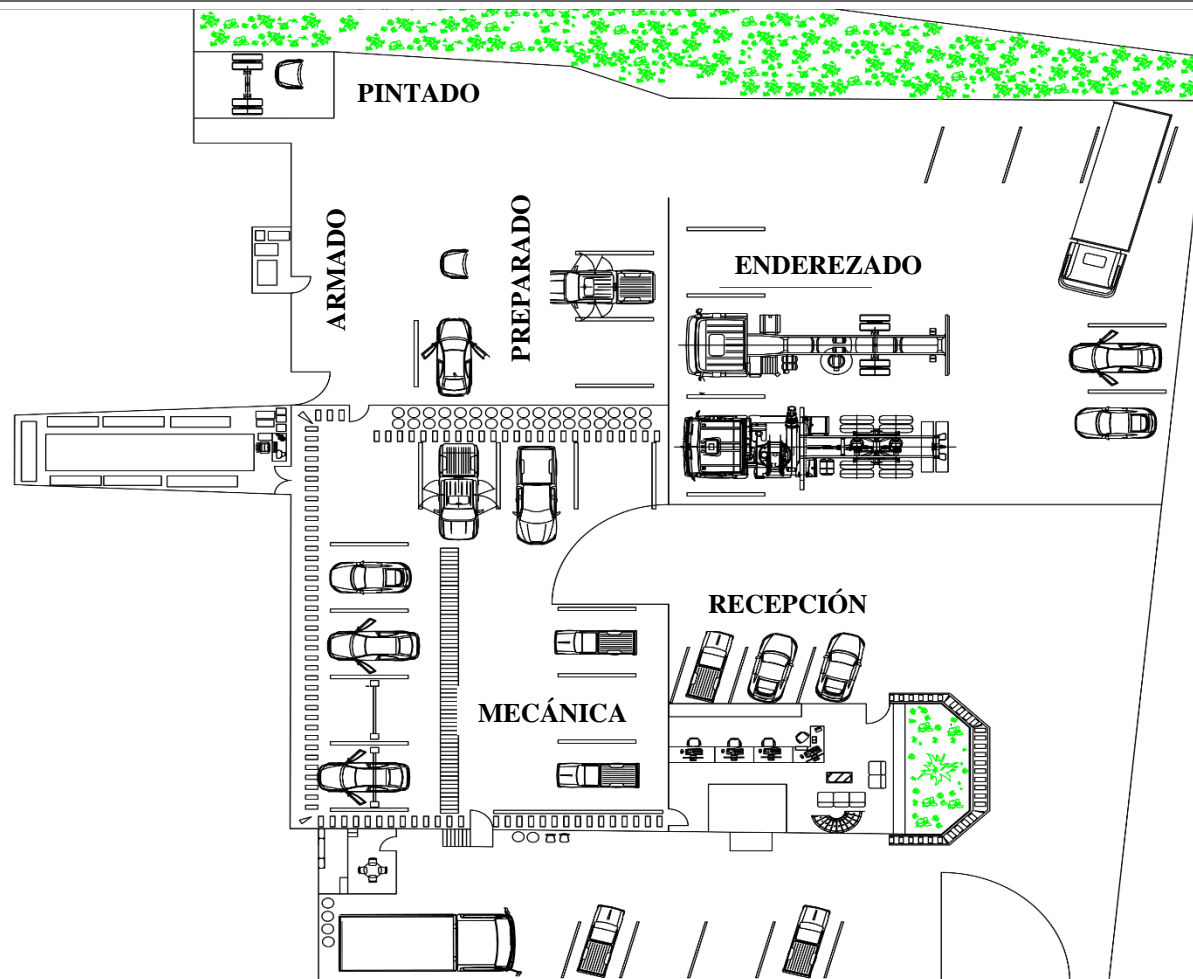 PINTADO
ARMADO
PREPARADO
ENDEREZADO
RECEPCIÓN
MECÁNICA